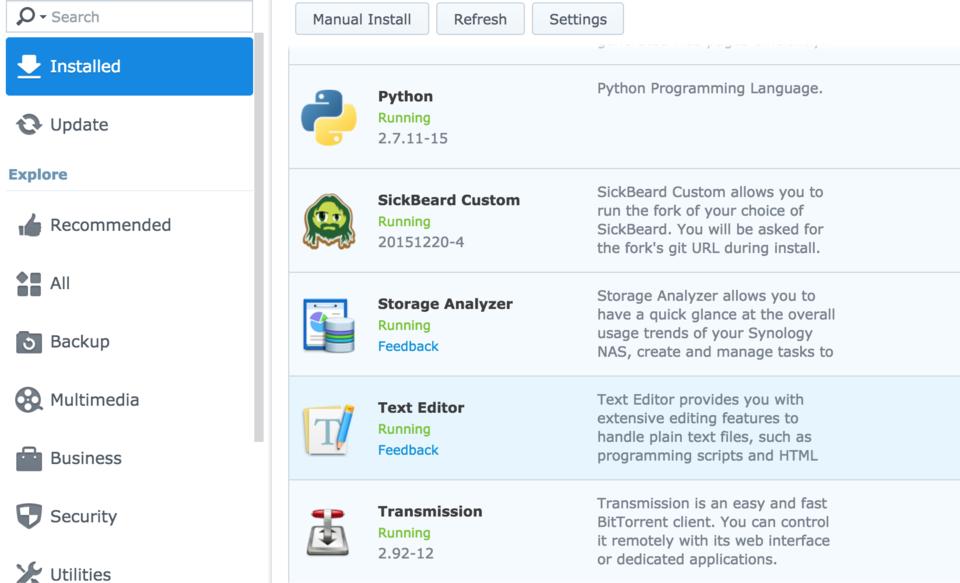 Search
Installed
Update
Explore
Recommended
All
Backup
Multimedia
Business
Security
Utilities
Manual Install
Refresh
Settings
Python
Running
2.7.11-15
Python Programming Language.
SickBeard Custom
Running
20151220-4
SickBeard Custom allows you to
run the fork of your choice of
SickBeard. You will be asked for
the fork's git URL during install.
Storage Analyzer
Running
Feedback
Storage Analyzer allows you to
have a quick glance at the overall
usage trends of your Synology
NAS, create and manage tasks to
Text Editor
Running
Feedback
Text Editor provides you with
extensive editing features to
handle plain text files, such as
programming scripts and HTML
Transmission
Running
2.92-12
Transmission is an easy and fast
BitTorrent client. You can control
it remotely with its web interface
or dedicated applications.